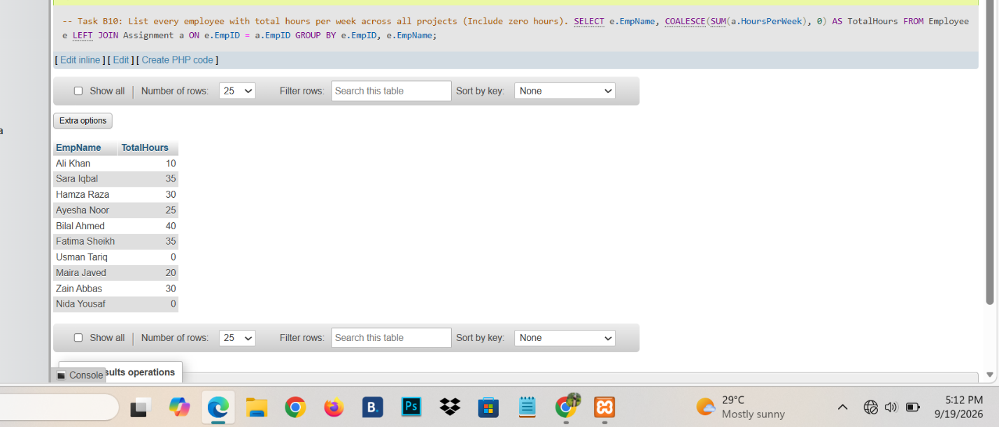 -- Task B10: List every employee with total hours per week across all projects (Include zero hours). SELECT e.EmpName, COALESCE(SUM(a.HoursPerWeek), 0) AS TotalHours FROM Employee
e LEFT JOIN Assignment a ON e.EmpID = a.EmpID GROUP BY e.EmpID, e.EmpName;
[ Edit inline ] [ Edit ] [ Create PHP code ]
Show all Number of rows: 25 Filter rows: Search this table Sort by key: None
Extra options
a
EmpName TotalHours
Ali Khan 10
Sara Iqbal 35
Hamza Raza 30
Ayesha Noor 25
Bilal Ahmed 40
Fatima Sheikh 35
Usman Tariq 0
Maira Javed 20
Zain Abbas 30
Nida Yousaf 0
Show all Number of rows: 25 Filter rows: Search this table Sort by key: None
Console sults operations
B. Ps
29°C 5:12 PM
Mostly sunny 9/19/2026